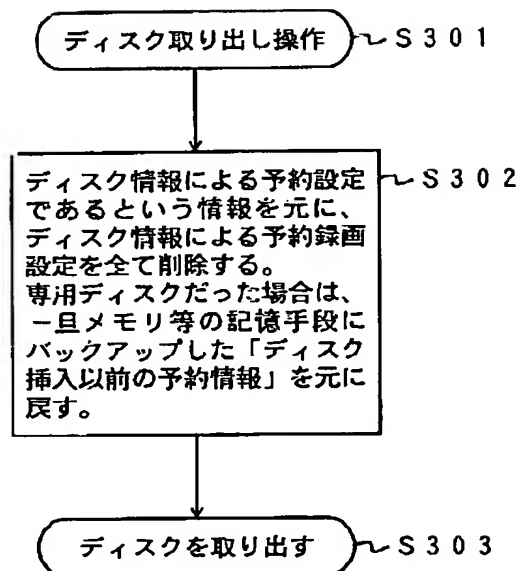 ディスク取り出し操作 S301
ディスク情報による予約設定 S302
であるという情報を元に、
ディスク情報による予約録画
設定を全て削除する。
専用ディスクだった場合は、
一旦メモリ等の記憶手段に
バックアップした「ディスク
挿入以前の予約情報」を元に
戻す。
ディスクを取り出す S303